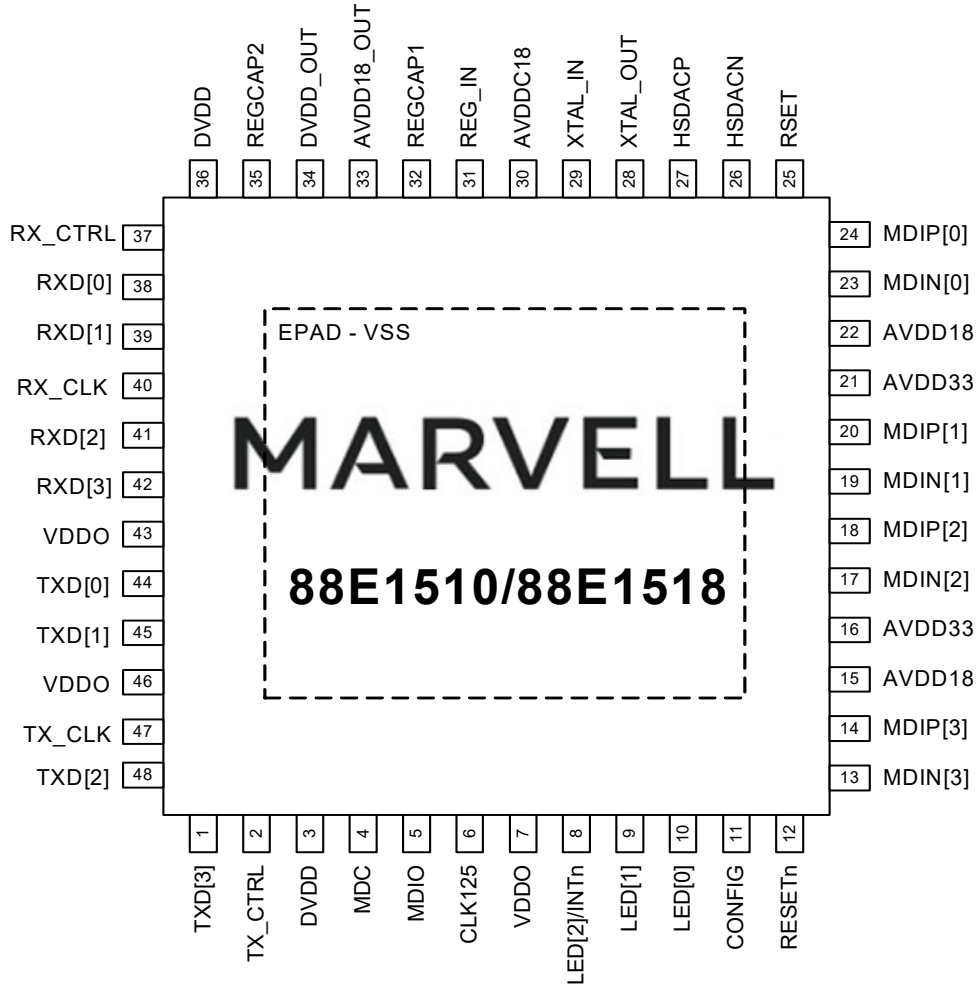 DVDD
REGCAP2
DVDD_OUT
AVDD18_OUT
REGCAP1
REG_IN
AVDDC18
XTAL_IN
XTAL_OUT
HSDACP
HSDACN
RSET
36
35
34
33
32
31
30
29
28
27
26
25
RX_CTRL 37
RXD[0] 38
RXD[1] 39
RX_CLK 40
RXD[2] 41
RXD[3] 42
VDDO 43
TXD[0] 44
TXD[1] 45
VDDO 46
TX_CLK 47
TXD[2] 48
EPAD - VSS
MARVELL
88E1510/88E1518
24 MDIP[0]
23 MDIN[0]
22 AVDD18
21 AVDD33
20 MDIP[1]
19 MDIN[1]
18 MDIP[2]
17 MDIN[2]
16 AVDD33
15 AVDD18
14 MDIP[3]
13 MDIN[3]
1
2
3
4
5
6
7
8
9
10
11
12
TXD[3]
TX_CTRL
DVDD
MDC
MDIO
CLK125
VDDO
LED[2]/INTn
LED[1]
LED[0]
CONFIG
RESETn